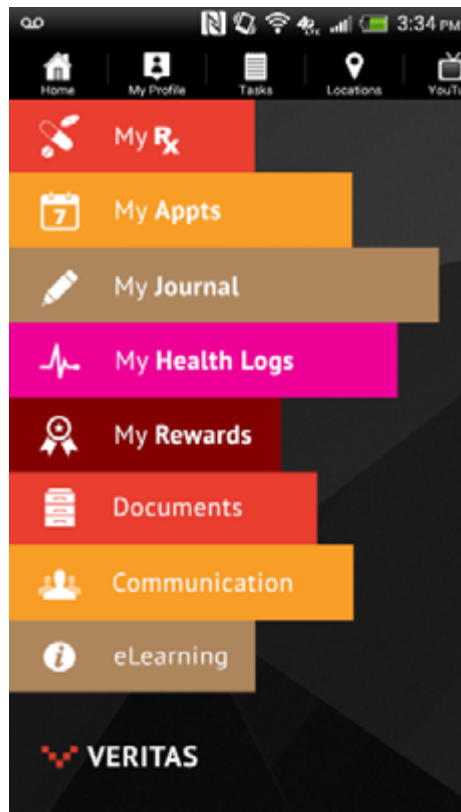 3:34 PM
Home
My Profile
Tasks
Locations
YouTu
My Rx
7
My Appts
My Journal
My Health Logs
My Rewards
Documents
Communication
i
eLearning
VERITAS